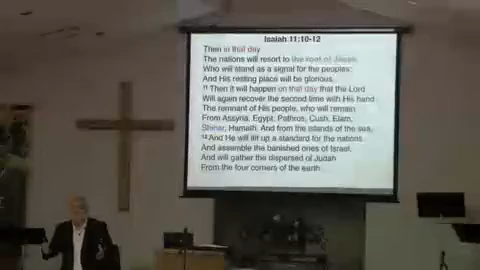 Isaiah 11:10-12
Then in that day
The nations will resort to the root of Jesse,
Who will stand as a signal for the peoples;
And His resting place will be glorious.
11 Then it will happen on that day that the Lord
Will again recover the second time with His hand
The remnant of His people, who will remain,
From Assyria, Egypt, Pathros, Cush, Elam,
Shinar, Hamath, And from the islands of the sea.
12 And He will lift up a standard for the nations
And assemble the banished ones of Israel,
And will gather the dispersed of Judah
From the four corners of the earth.